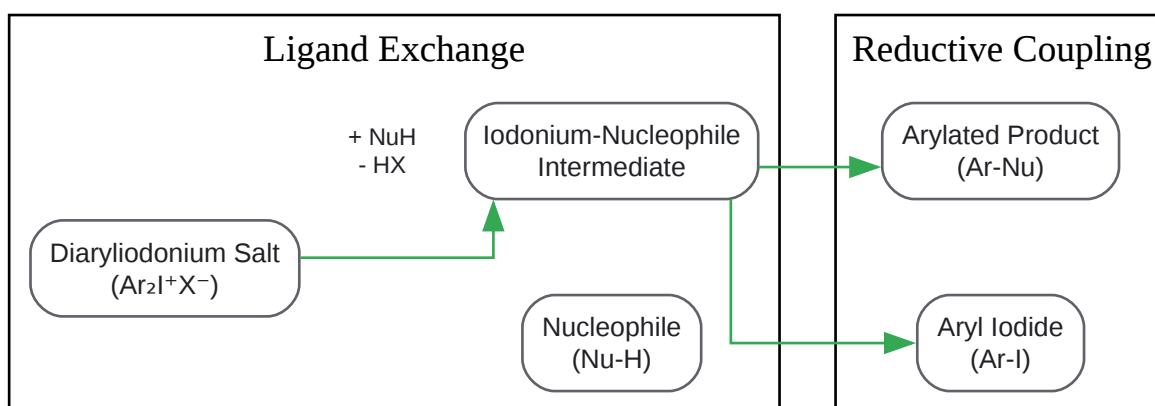 Ligand Exchange
Reductive Coupling
+ NuH
- HX
Iodonium-Nucleophile
Intermediate
Arylated Product
(Ar-Nu)
Diaryliodonium Salt
(Ar₂I⁺X⁻)
Nucleophile
(Nu-H)
Aryl Iodide
(Ar-I)